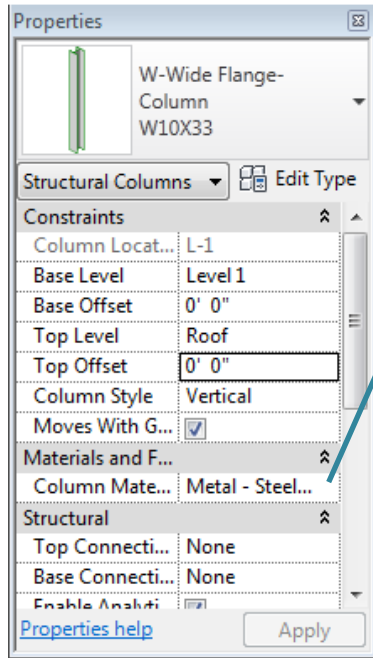 Properties
W-Wide Flange-
Column
W10X33
Structural Columns Edit Type
Constraints
Column Locat... L-1
Base Level Level 1
Base Offset 0' 0"
Top Level Roof
Top Offset 0' 0"
Column Style Vertical
Moves With G...
Materials and F...
Column Mate... Metal - Steel...
Structural
Top Connecti... None
Base Connecti... None
Enable Analyti...
Properties help Apply